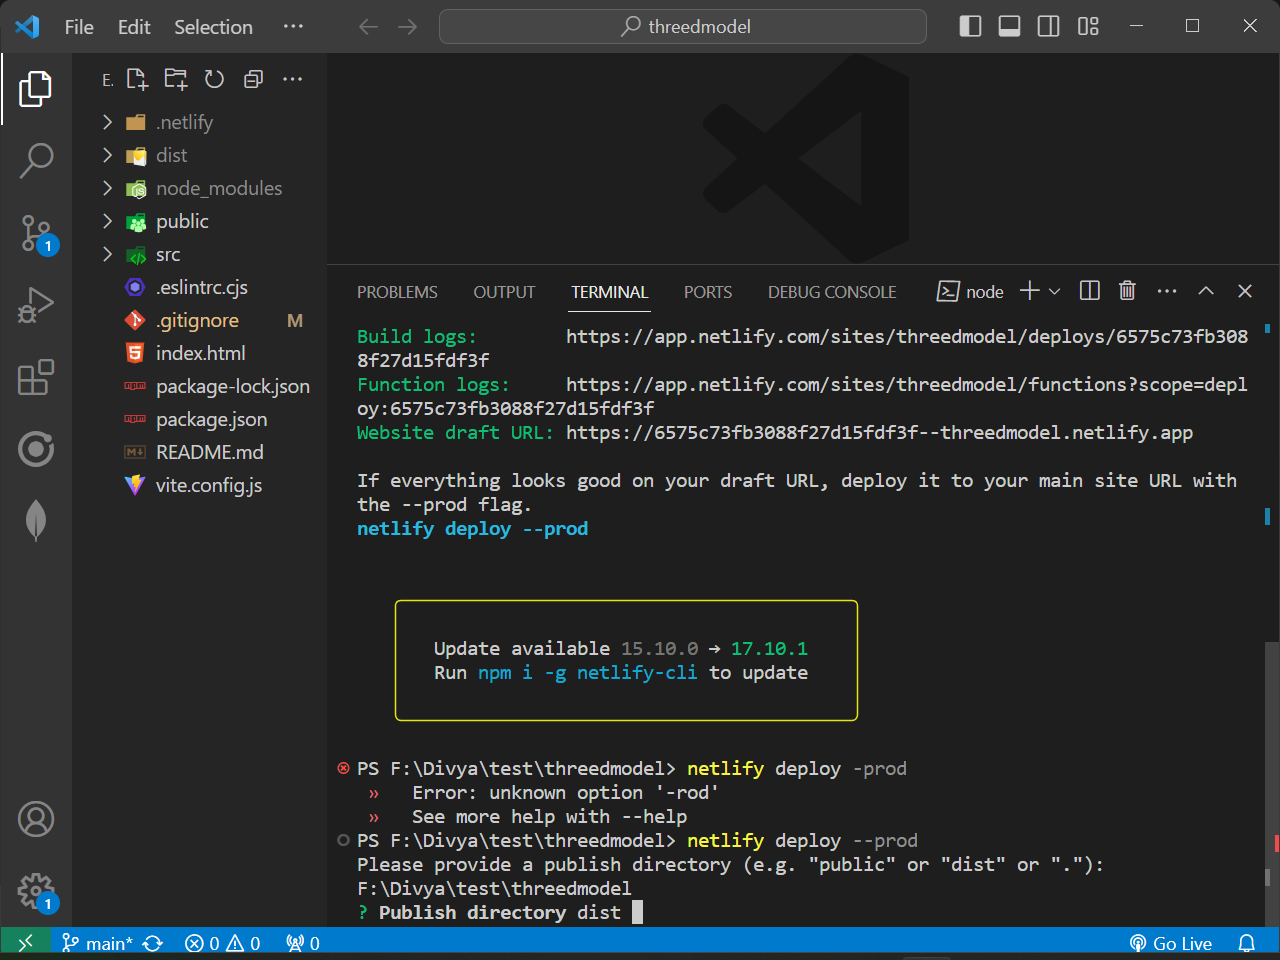 File Edit Selection ··· threedmodel
E.
.netlify
dist
node_modules
public
src
.eslintrc.cjs
.gitignore M
index.html
package-lock.json
package.json
README.md
vite.config.js
1
1
PROBLEMS OUTPUT TERMINAL PORTS DEBUG CONSOLE node
Build logs: https://app.netlify.com/sites/threedmodel/deploys/6575c73fb308
8f27d15fdf3f
Function logs: https://app.netlify.com/sites/threedmodel/functions?scope=depl
oy:6575c73fb3088f27d15fdf3f
Website draft URL: https://6575c73fb3088f27d15fdf3f--threedmodel.netlify.app
If everything looks good on your draft URL, deploy it to your main site URL with
the --prod flag.
netlify deploy --prod
Update available 15.10.0 → 17.10.1
Run npm i -g netlify-cli to update
PS F:\Divya\test\threedmodel> netlify deploy -prod
» Error: unknown option '-rod'
» See more help with --help
PS F:\Divya\test\threedmodel> netlify deploy --prod
Please provide a publish directory (e.g. "public" or "dist" or "."):
F:\Divya\test\threedmodel
? Publish directory dist
main* 0 0 0 Go Live